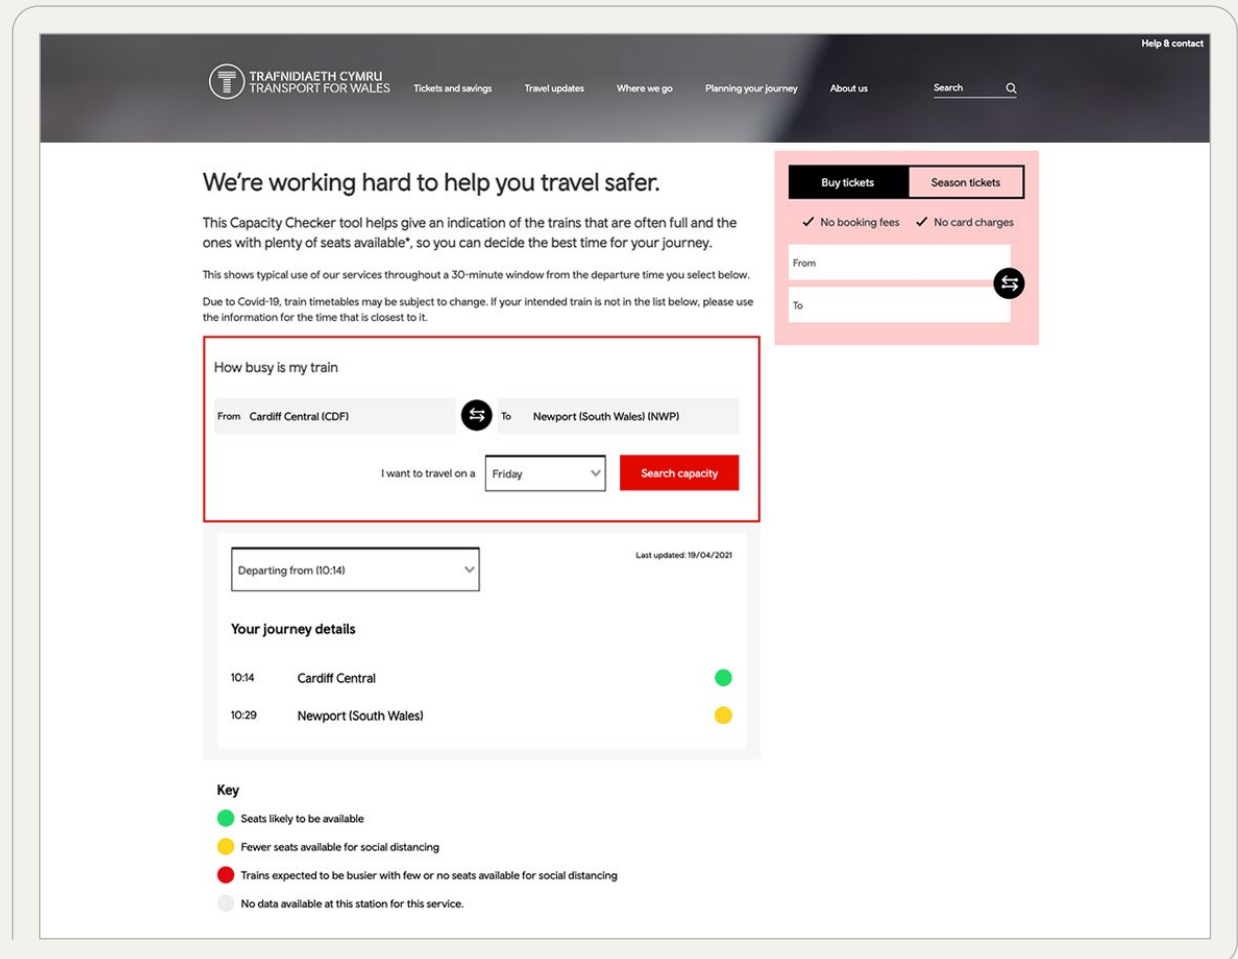 Help & contact
TRAFNIDIAETH CYMRU
TRANSPORT FOR WALES
Tickets and savings
Travel updates
Where we go
Planning your journey
About us
Search
We're working hard to help you travel safer.
This Capacity Checker tool helps give an indication of the trains that are often full and the
ones with plenty of seats available*, so you can decide the best time for your journey.
This shows typical use of our services throughout a 30-minute window from the departure time you select below.
Due to Covid-19, train timetables may be subject to change. If your intended train is not in the list below, please use
the information for the time that is closest to it.
How busy is my train
From Cardiff Central (CDF)
To Newport (South Wales) (NWP)
I want to travel on a Friday
Search capacity
Departing from (10:14)
Last updated: 19/04/2021
Your journey details
10:14 Cardiff Central
10:29 Newport (South Wales)
Key
Seats likely to be available
Fewer seats available for social distancing
Trains expected to be busier with few or no seats available for social distancing
No data available at this station for this service.
Buy tickets
Season tickets
No booking fees
No card charges
From
To